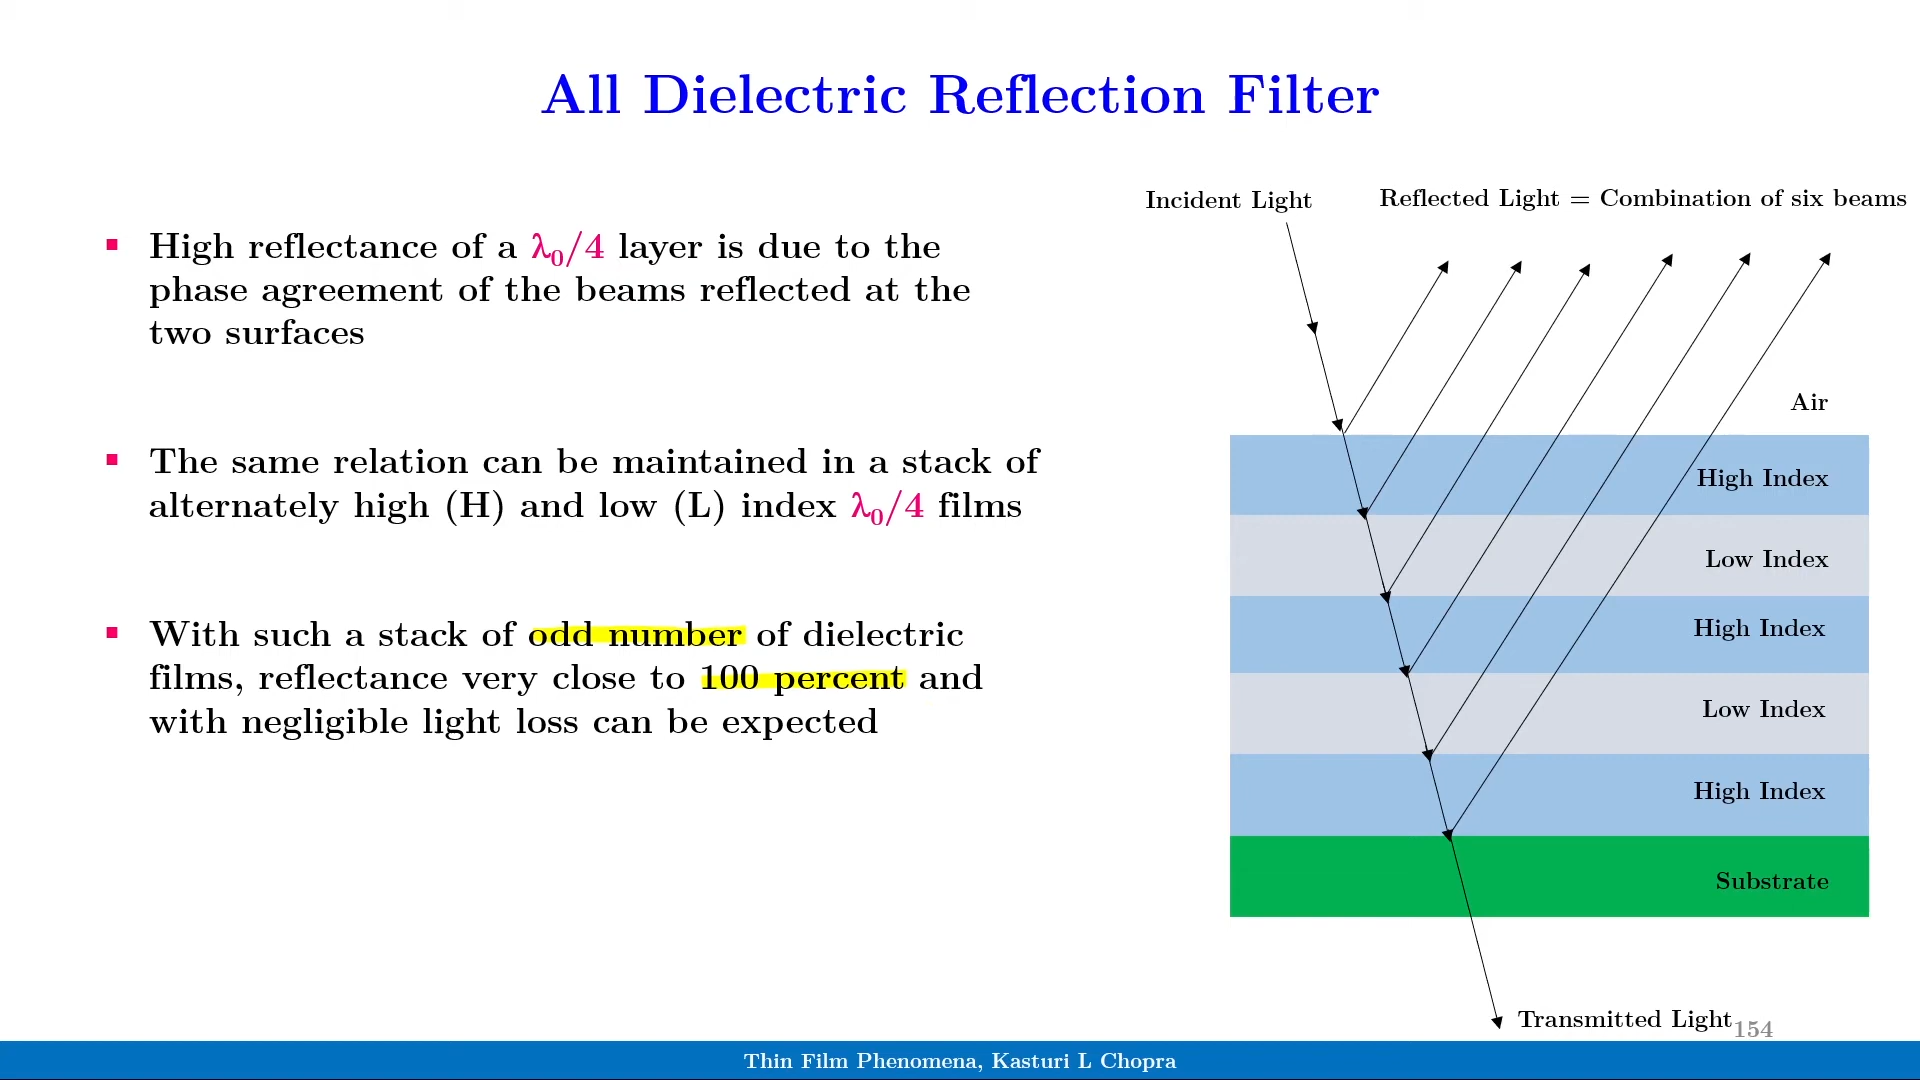 All Dielectric Reflection Filter
High reflectance of a λ₀/4 layer is due to the
phase agreement of the beams reflected at the
two surfaces
The same relation can be maintained in a stack of
alternately high (H) and low (L) index λ₀/4 films
With such a stack of odd number of dielectric
films, reflectance very close to 100 percent and
with negligible light loss can be expected
Incident Light
Reflected Light = Combination of six beams
Air
High Index
Low Index
High Index
Low Index
High Index
Substrate
Transmitted Light
154
Thin Film Phenomena, Kasturi L Chopra